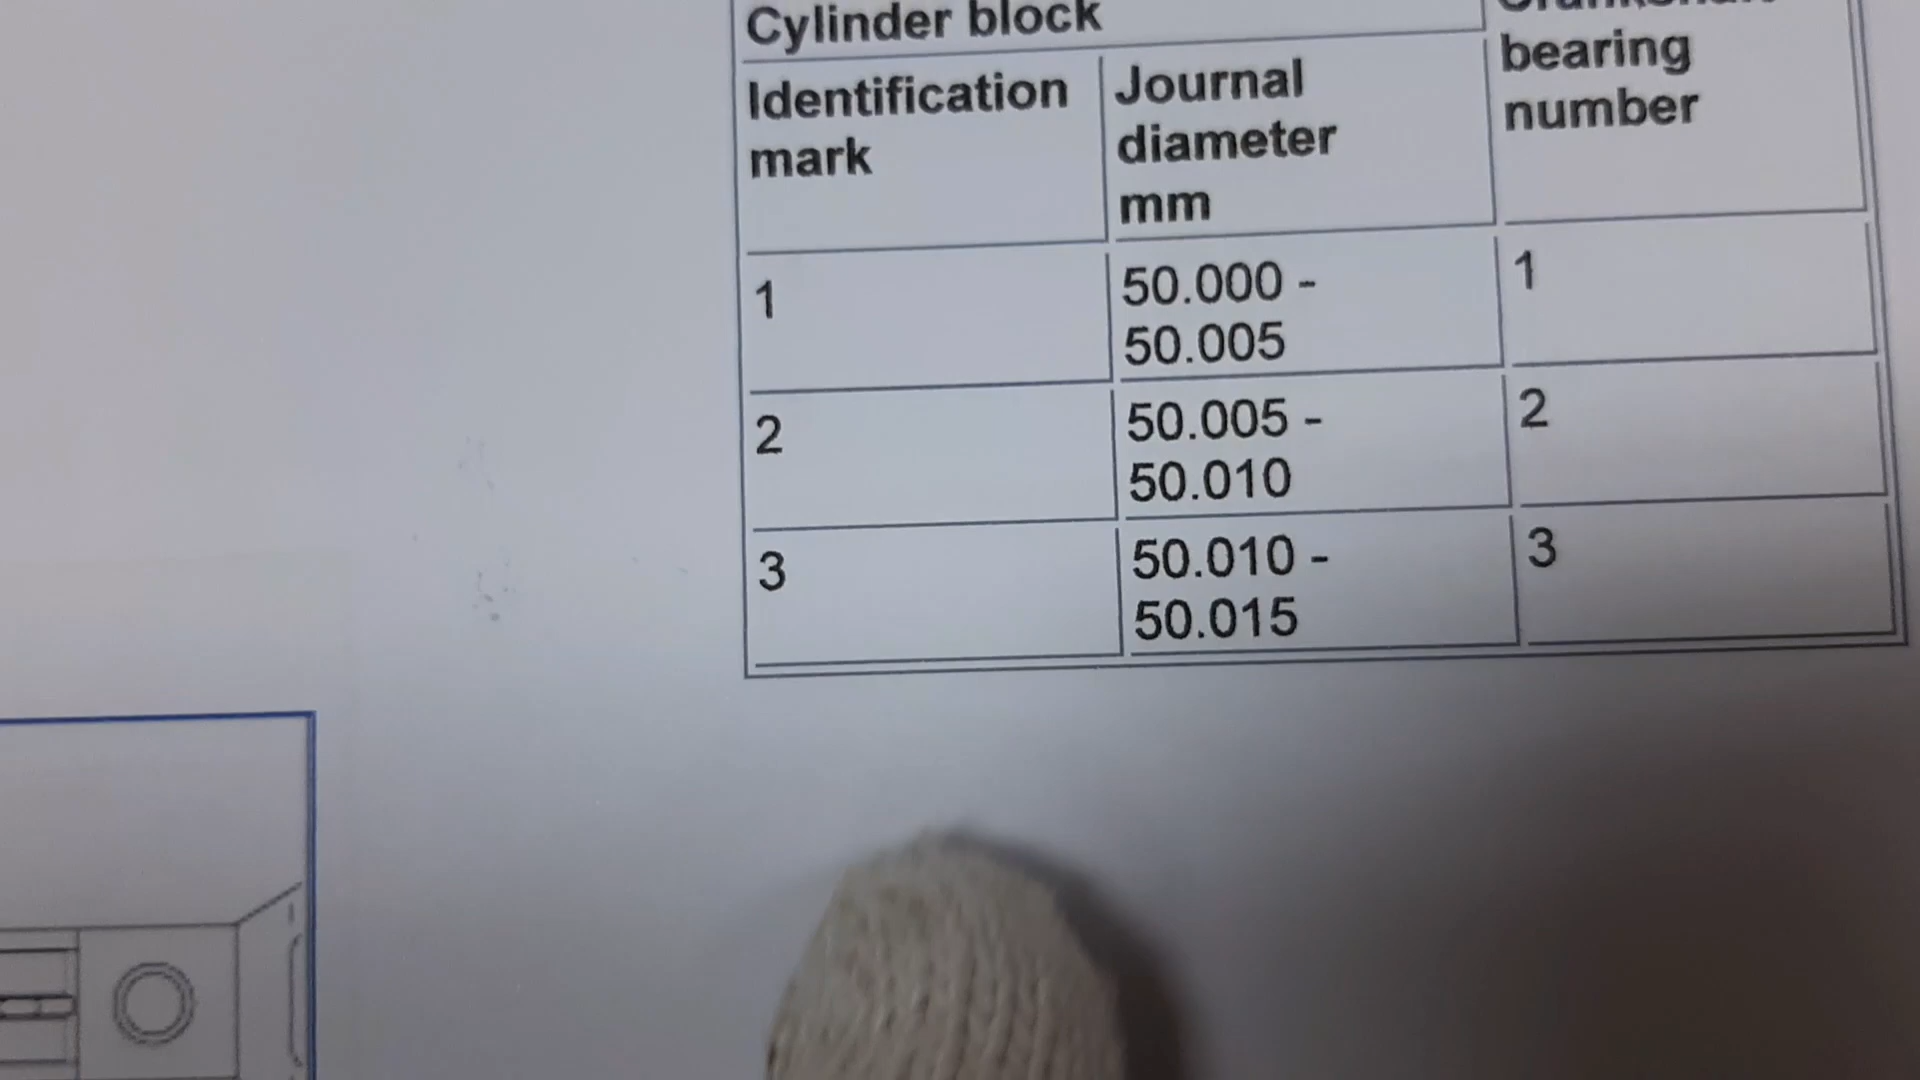 Cylinder block
bearing
number
Identification
mark
Journal
diameter
mm
1
50.000 -
50.005
1
2
50.005 -
50.010
2
3
50.010 -
50.015
3